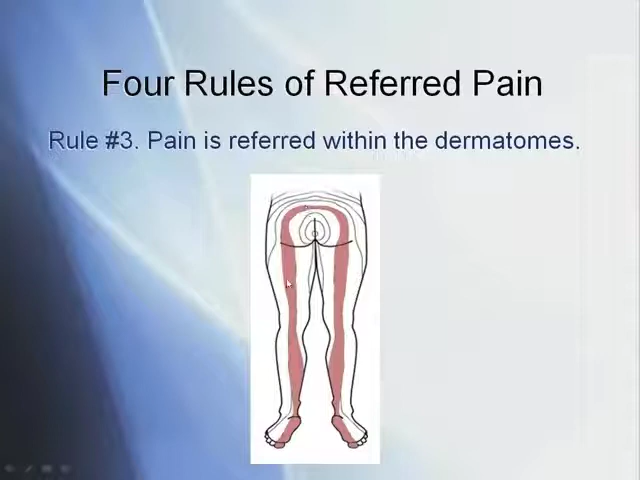 Four Rules of Referred Pain
Rule #3. Pain is referred within the dermatomes.